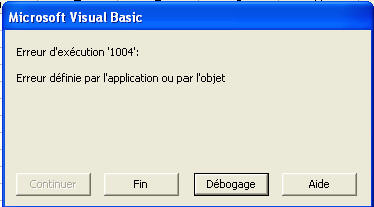 Microsoft Visual Basic
Erreur d'exécution '1004':
Erreur définie par l'application ou par l'objet
Continuer
Fin
Débogage
Aide